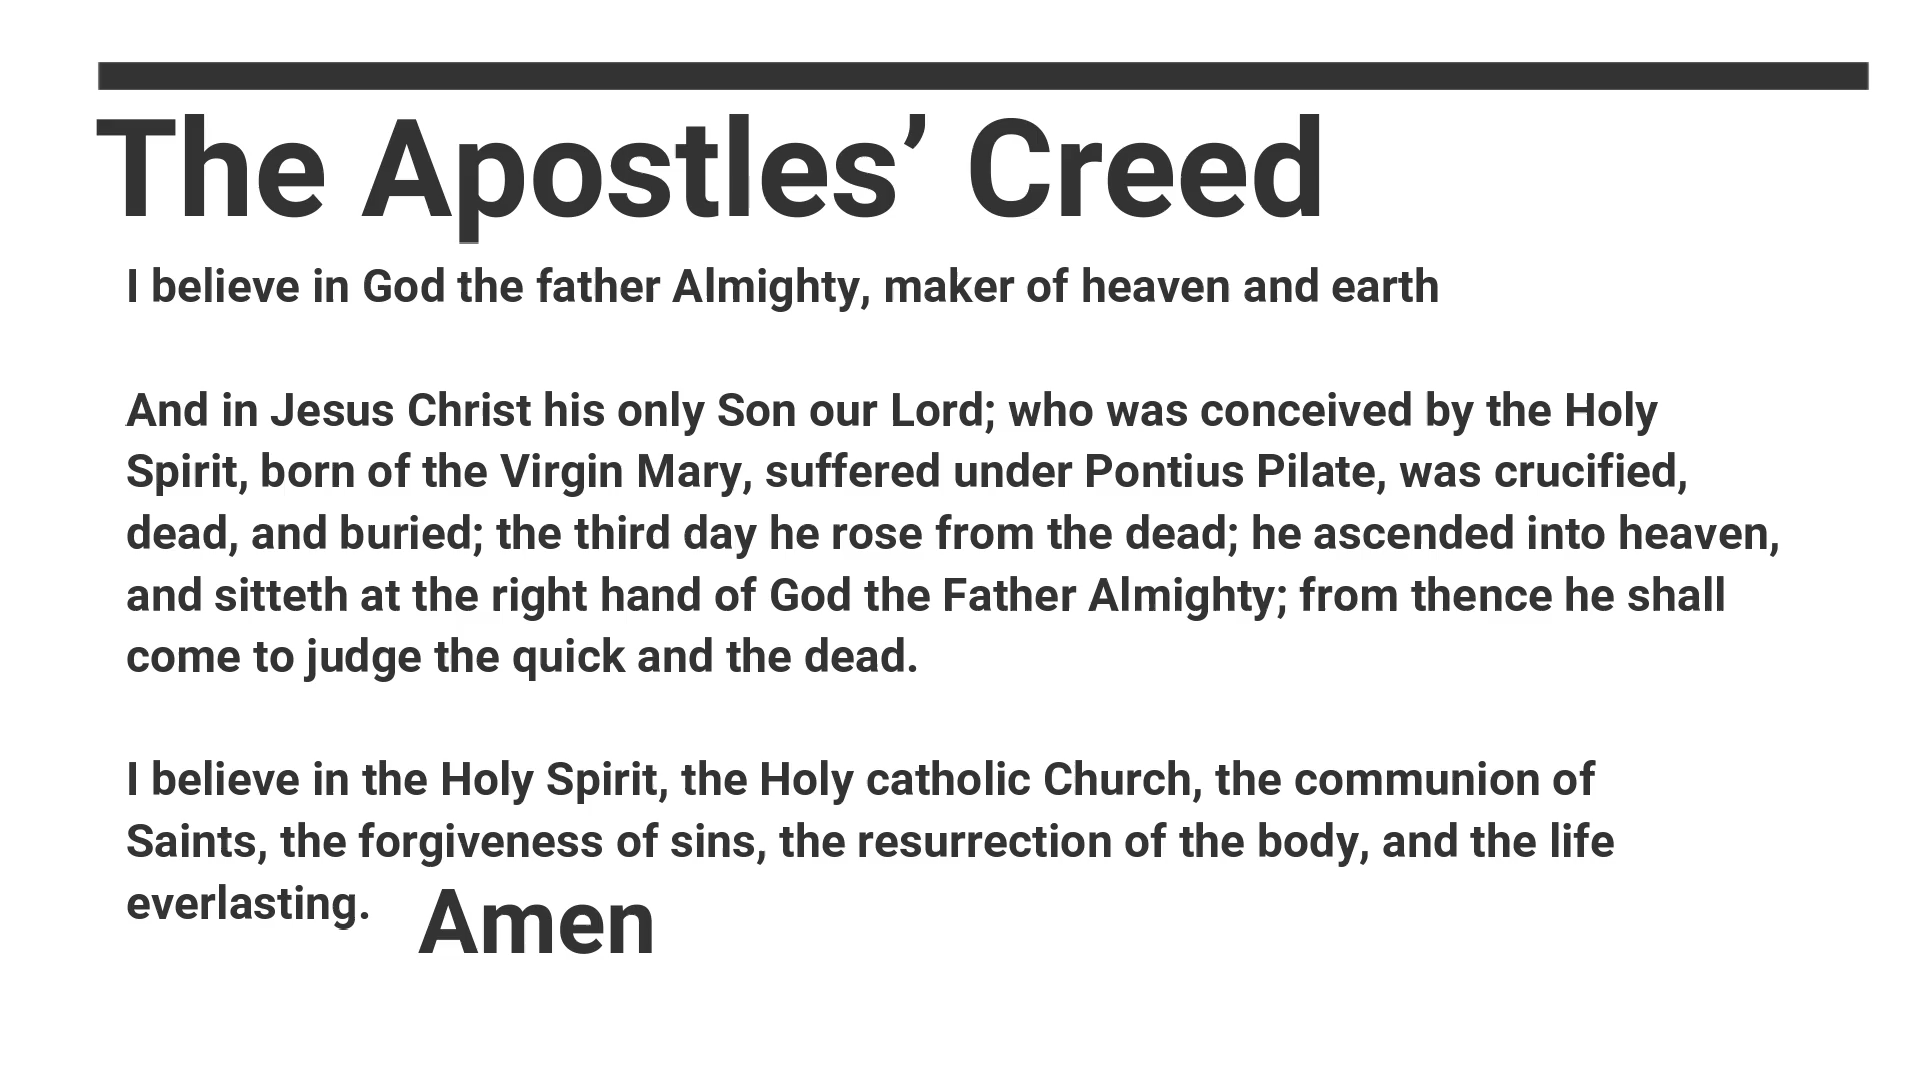 The Apostles’ Creed
I believe in God the father Almighty, maker of heaven and earth
And in Jesus Christ his only Son our Lord; who was conceived by the Holy
Spirit, born of the Virgin Mary, suffered under Pontius Pilate, was crucified,
dead, and buried; the third day he rose from the dead; he ascended into heaven,
and sitteth at the right hand of God the Father Almighty; from thence he shall
come to judge the quick and the dead.
I believe in the Holy Spirit, the Holy catholic Church, the communion of
Saints, the forgiveness of sins, the resurrection of the body, and the life
everlasting. Amen